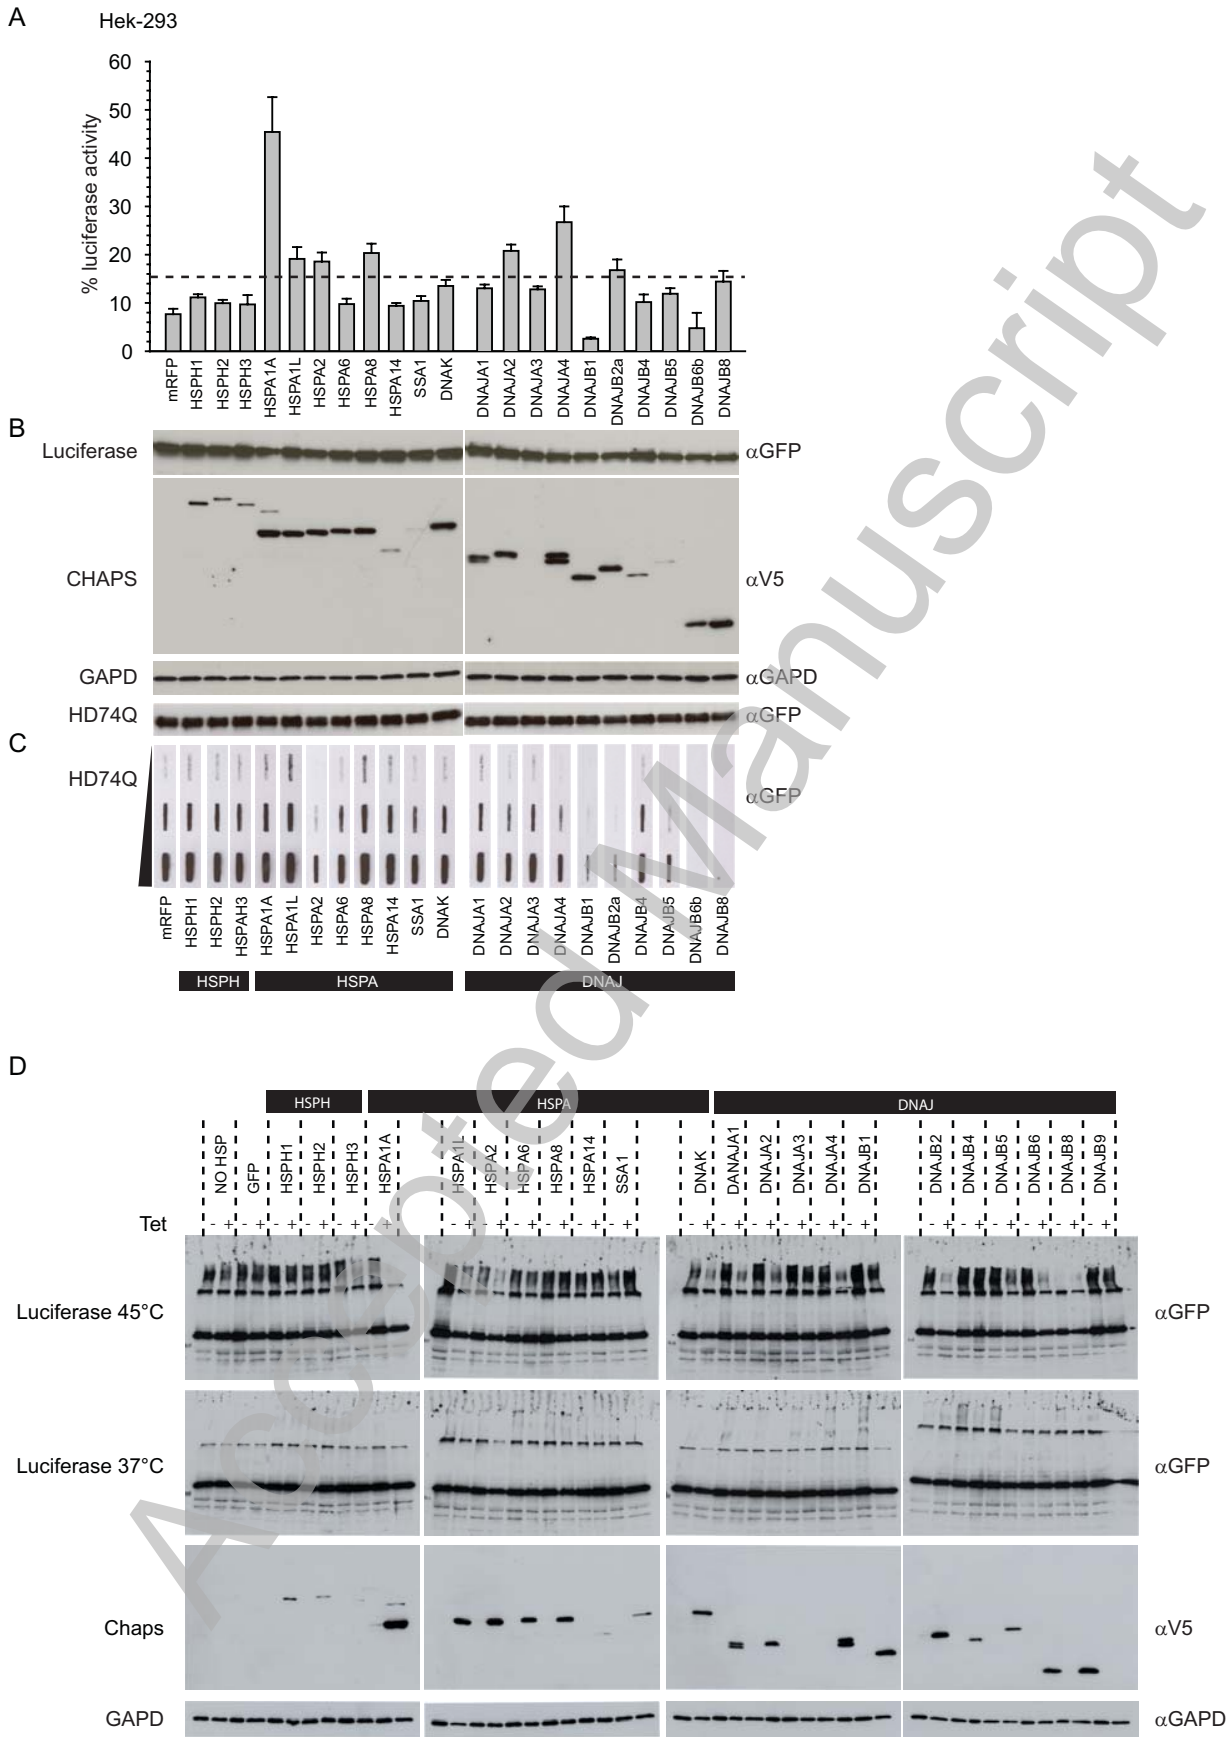 A
Hek-293
% luciferase activity
60
50
40
30
20
10
0
mRFP
HSPH1
HSPH2
HSPH3
HSPA1A
HSPA1L
HSPA2
HSPA6
HSPA8
HSPA14
SSA1
DNAK
DNAJA1
DNAJA2
DNAJA3
DNAJA4
DNAJB1
DNAJB2a
DNAJB4
DNAJB5
DNAJB6b
DNAJB8
B
Luciferase
αGFP
CHAPS
αV5
GAPD
αGAPD
HD74Q
αGFP
C
HD74Q
αGFP
mRFP
HSPH1
HSPH2
HSPAH3
HSPA1A
HSPA1L
HSPA2
HSPA6
HSPA8
HSPA14
SSA1
DNAK
DNAJA1
DNAJA2
DNAJA3
DNAJA4
DNAJB1
DNAJB2a
DNAJB4
DNAJB5
DNAJB6b
DNAJB8
HSPH
HSPA
DNAJ
D
HSPH
HSPA
DNAJ
NO HSP
GFP
HSPH1
HSPH2
HSPH3
HSPA1A
HSPA1L
HSPA2
HSPA6
HSPA8
HSPA14
SSA1
DNAK
DANAJA1
DNAJA2
DNAJA3
DNAJA4
DNAJB1
DNAJB2
DNAJB4
DNAJB5
DNAJB6
DNAJB8
DNAJB9
Tet - + - + - + - + - + - + - + - + - + - + - + - + - + - + - + - + - + - + - + - + - + - + - + - +
Luciferase 45°C
αGFP
Luciferase 37°C
αGFP
Chaps
αV5
GAPD
αGAPD
Accepted Manuscript